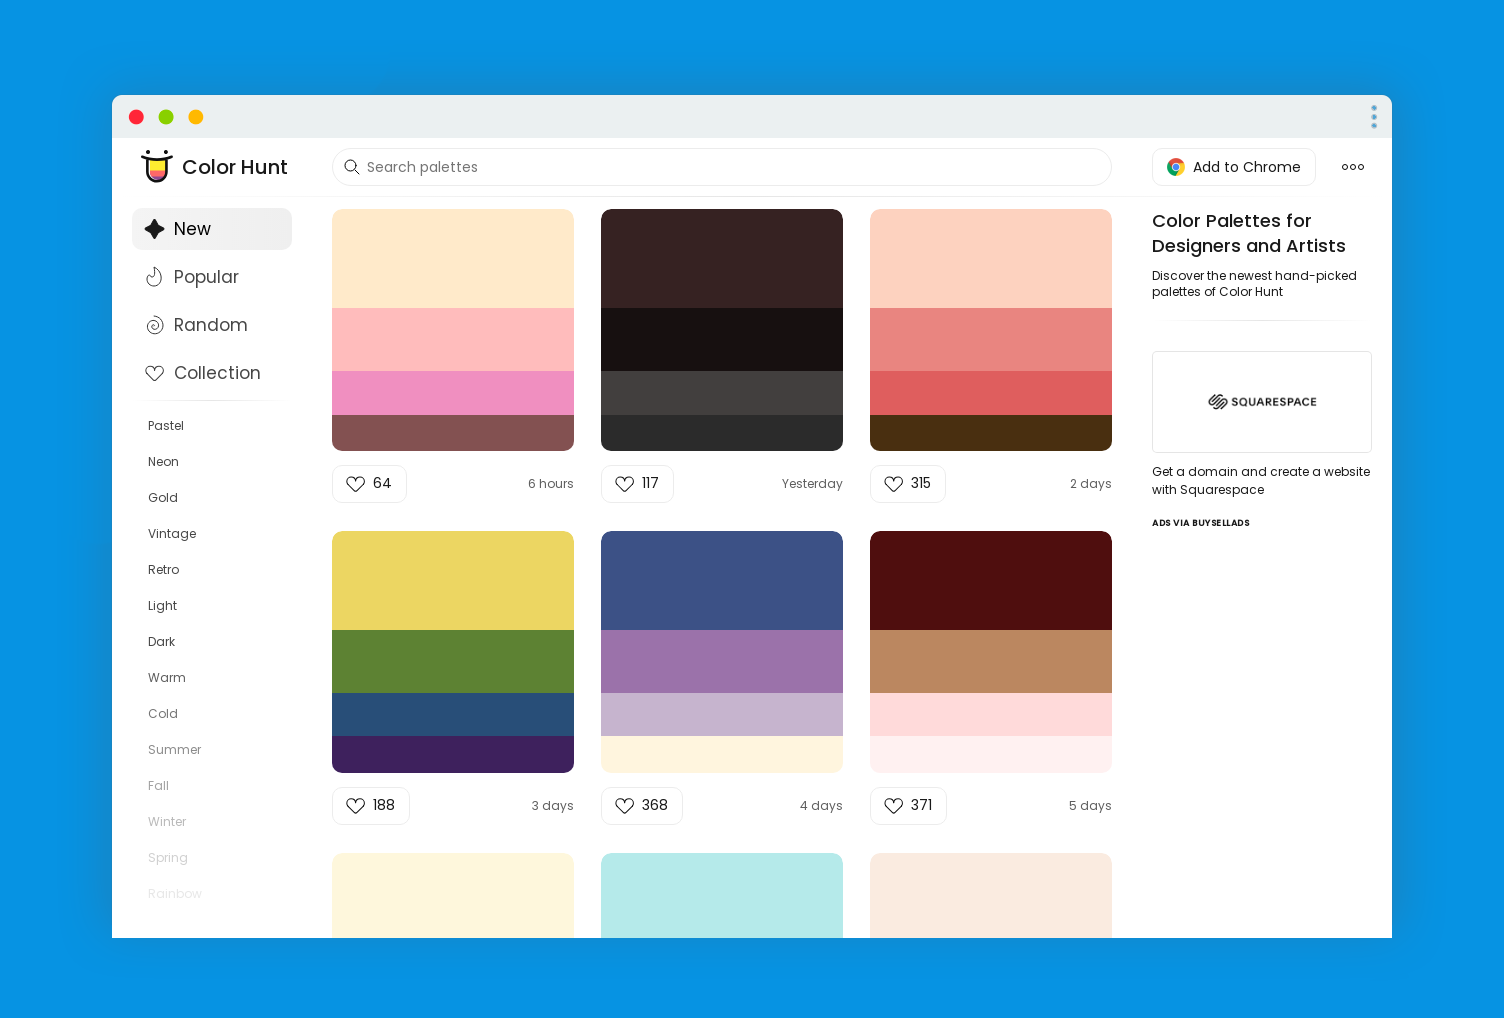 Color Hunt
Search palettes
Add to Chrome
New
Popular
Random
Collection
Pastel
Neon
Gold
Vintage
Retro
Light
Dark
Warm
Cold
Summer
Fall
Winter
Spring
Rainbow
64
6 hours
117
Yesterday
315
2 days
188
3 days
368
4 days
371
5 days
Color Palettes for
Designers and Artists
Discover the newest hand-picked
palettes of Color Hunt
SQUARESPACE
Get a domain and create a website
with Squarespace
ADS VIA BUYSELLADS